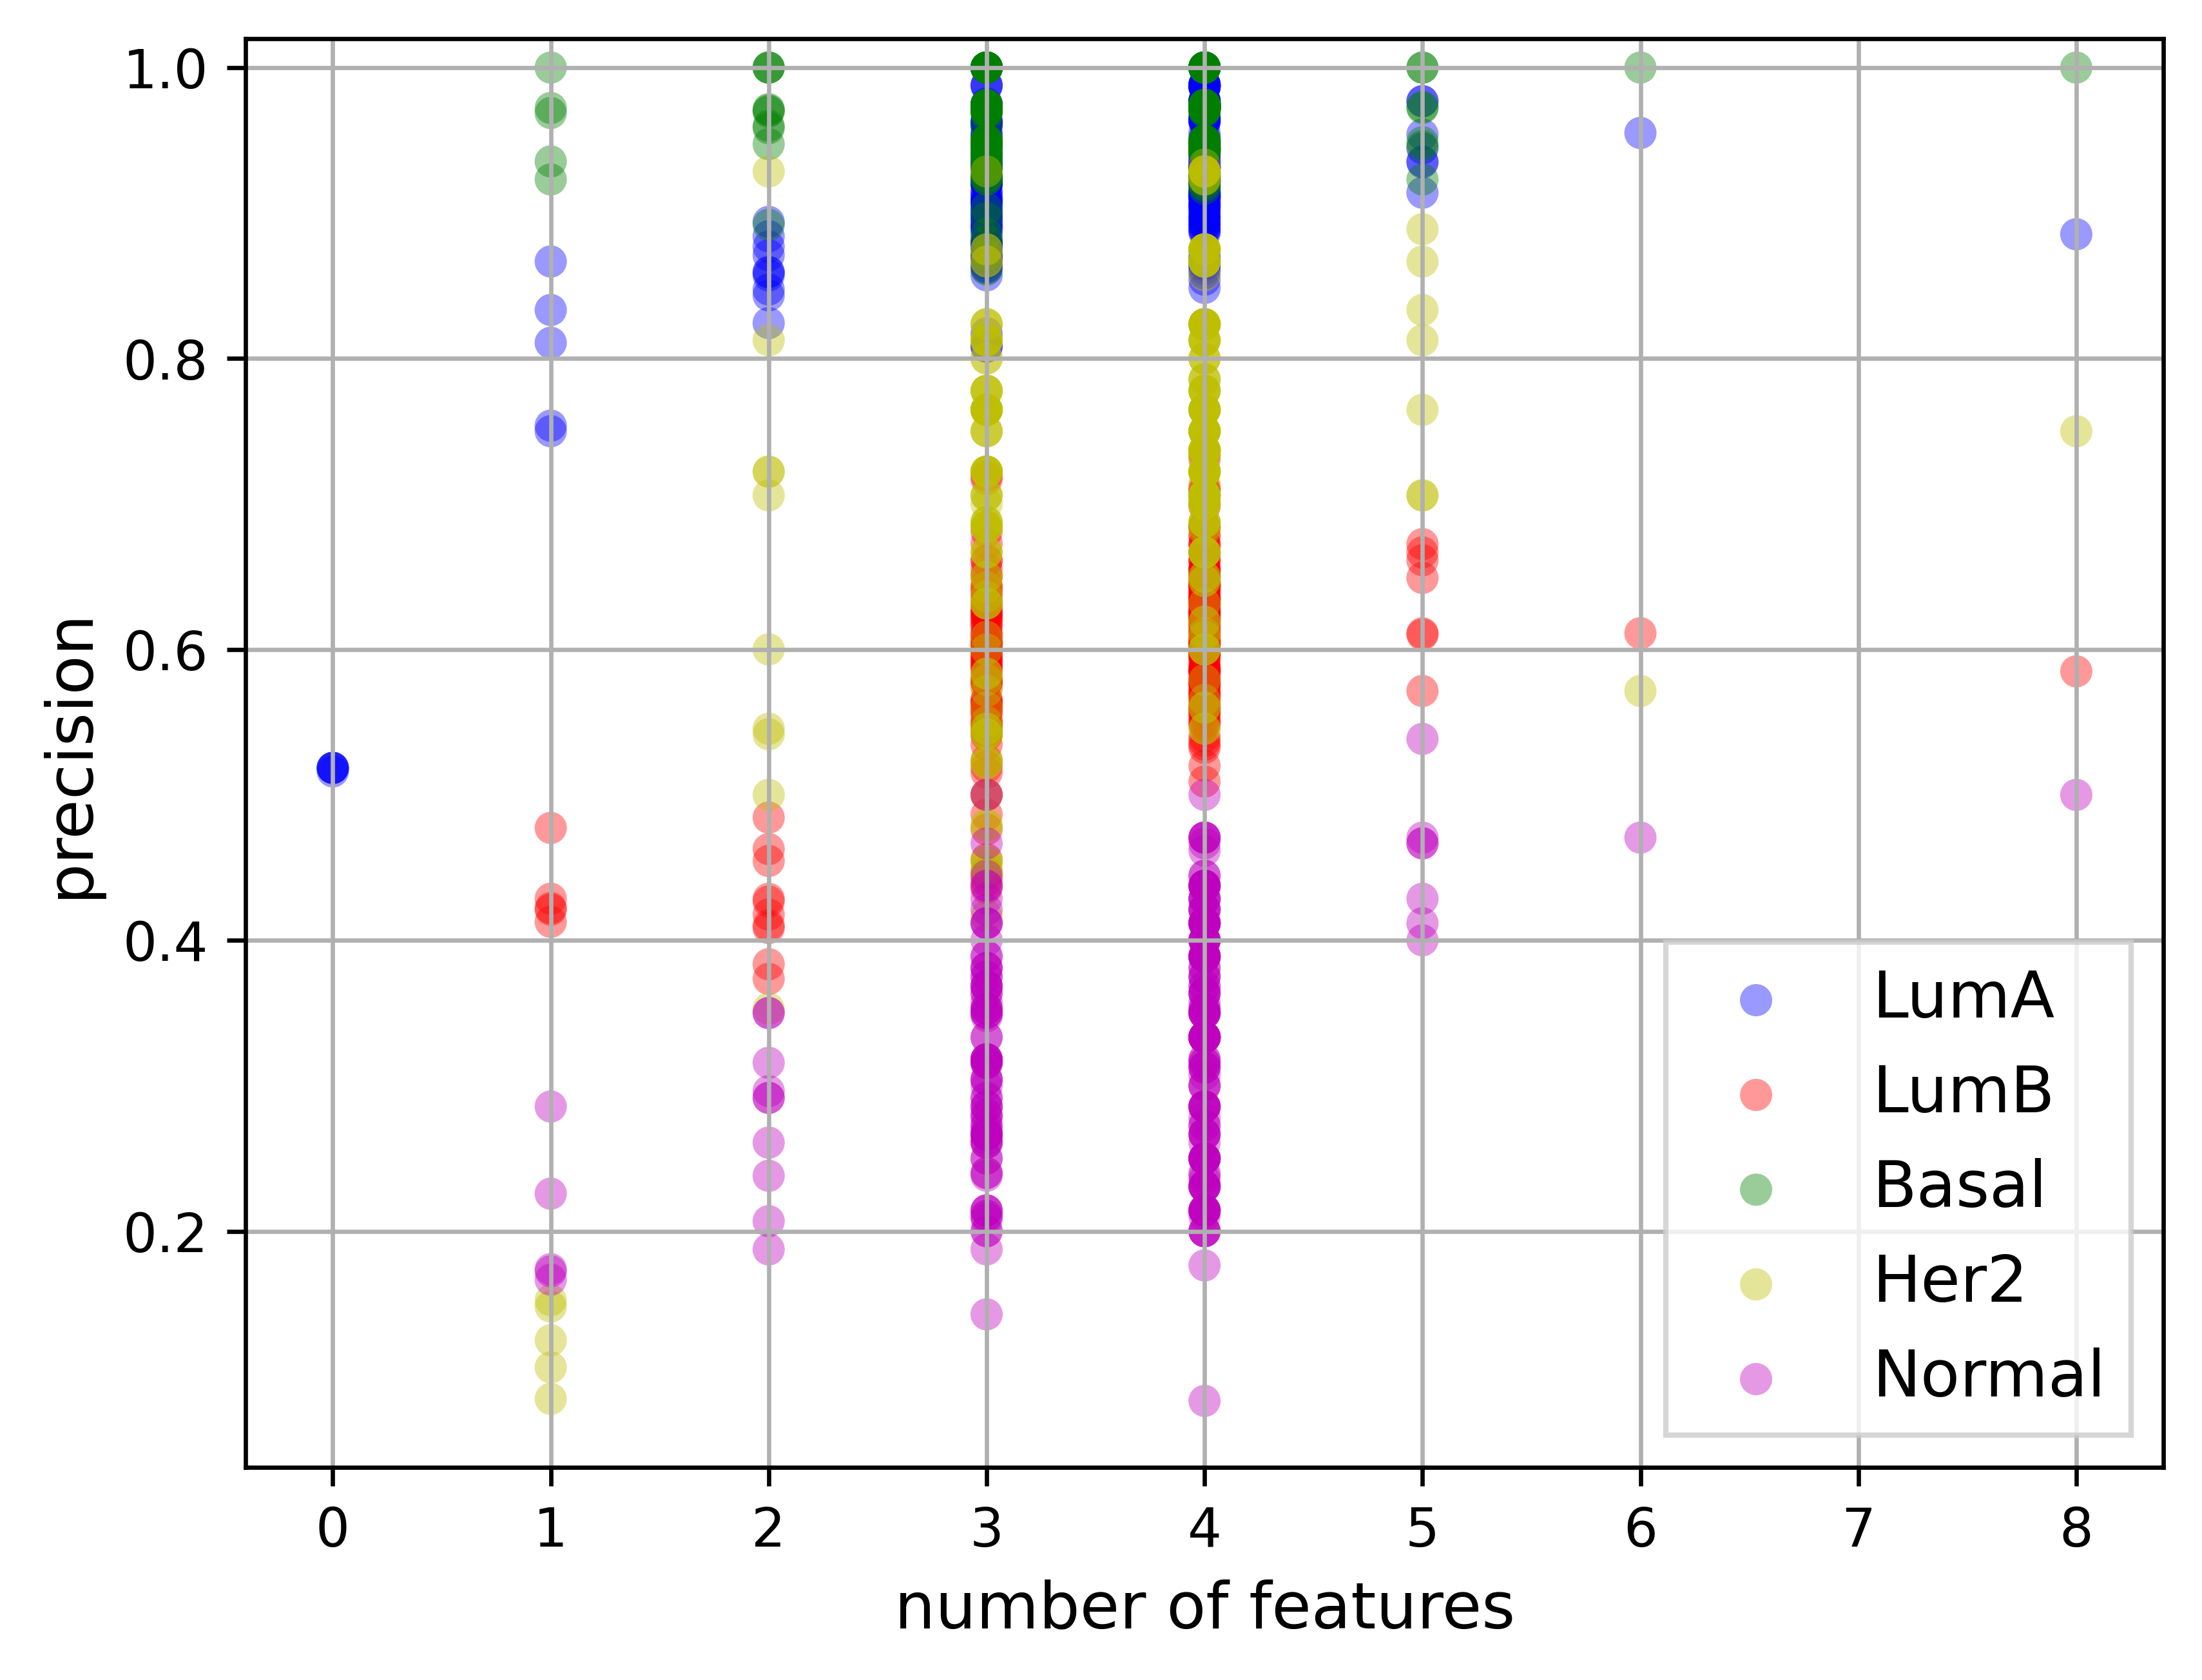 1.0
0.8
0.6
0.4
0.2
precision
0 1 2 3 4 5 6 7 8
number of features
LumA
LumB
Basal
Her2
Normal